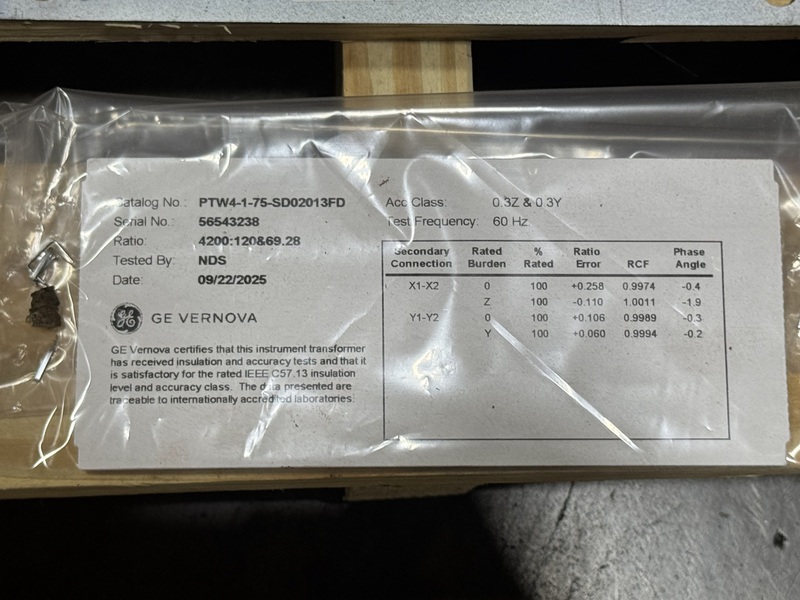 Catalog No.: PTW4-1-75-SD02013FD
Serial No.: 56543238
Ratio: 4200:120&69.28
Tested By: NDS
Date: 09/22/2025
GE VERNOVA
GE Vernova certifies that this instrument transformer
has received insulation and accuracy tests and that it
is satisfactory for the rated IEEE C57.13 insulation
level and accuracy class. The data presented are
traceable to internationally accredited laboratories.
Acc Class: 0.3Z & 0.3Y
Test Frequency: 60 Hz
Secondary Connection Rated Burden % Rated Ratio Error RCF Phase Angle
X1-X2 0 100 +0.258 0.9974 -0.4
Z 100 -0.110 1.0011 -1.9
Y1-Y2 0 100 +0.106 0.9989 -0.3
Y 100 +0.060 0.9994 -0.2